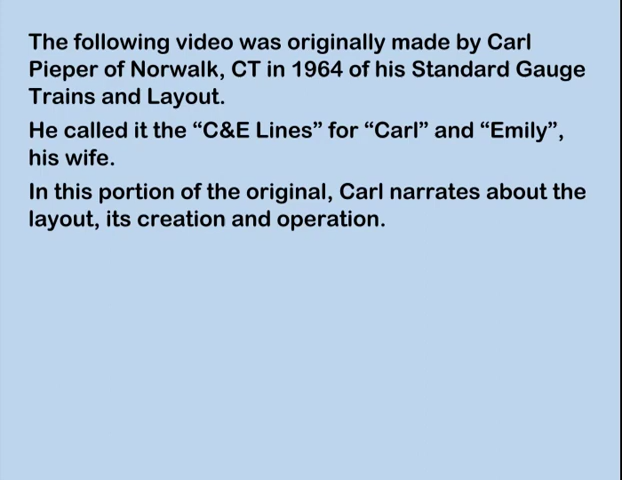 The following video was originally made by Carl
Pieper of Norwalk, CT in 1964 of his Standard Gauge
Trains and Layout.
He called it the “C&E Lines” for “Carl” and “Emily”,
his wife.
In this portion of the original, Carl narrates about the
layout, its creation and operation.